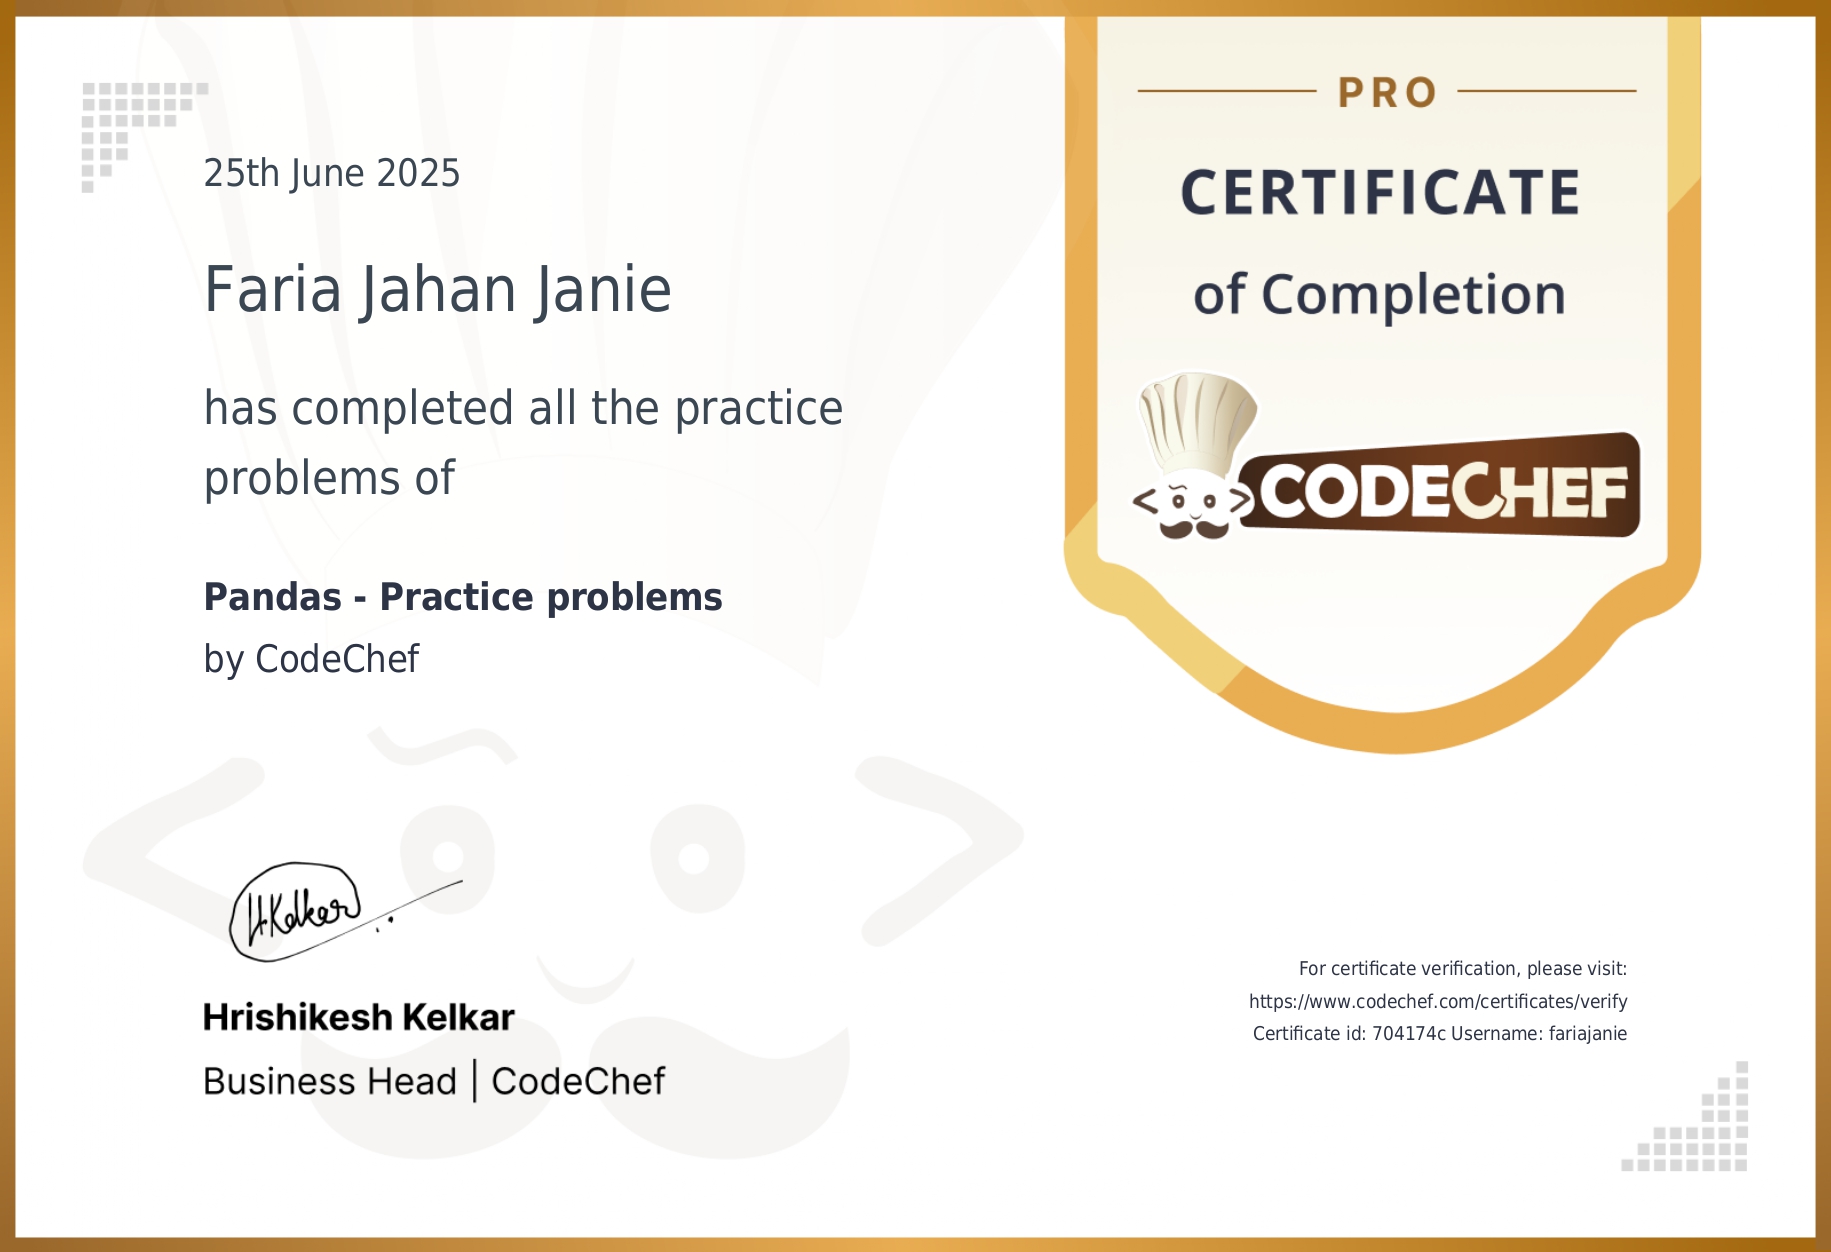 25th June 2025
Faria Jahan Janie
has completed all the practice
problems of
Pandas - Practice problems
by CodeChef
H.Kelkar
Hrishikesh Kelkar
Business Head | CodeChef
PRO
CERTIFICATE
of Completion
CODECHEF
For certificate verification, please visit:
https://www.codechef.com/certificates/verify
Certificate id: 704174c Username: fariajanie